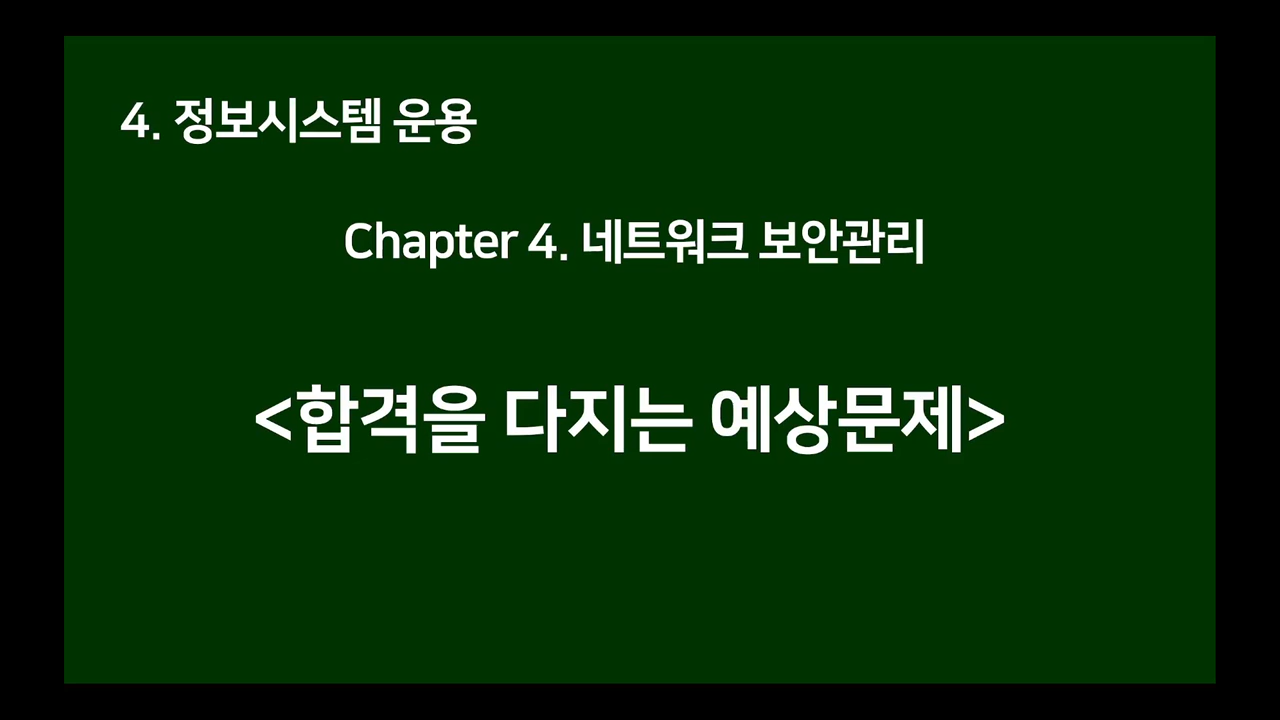 4. 정보시스템 운용
Chapter 4. 네트워크 보안관리
<합격을 다지는 예상문제>